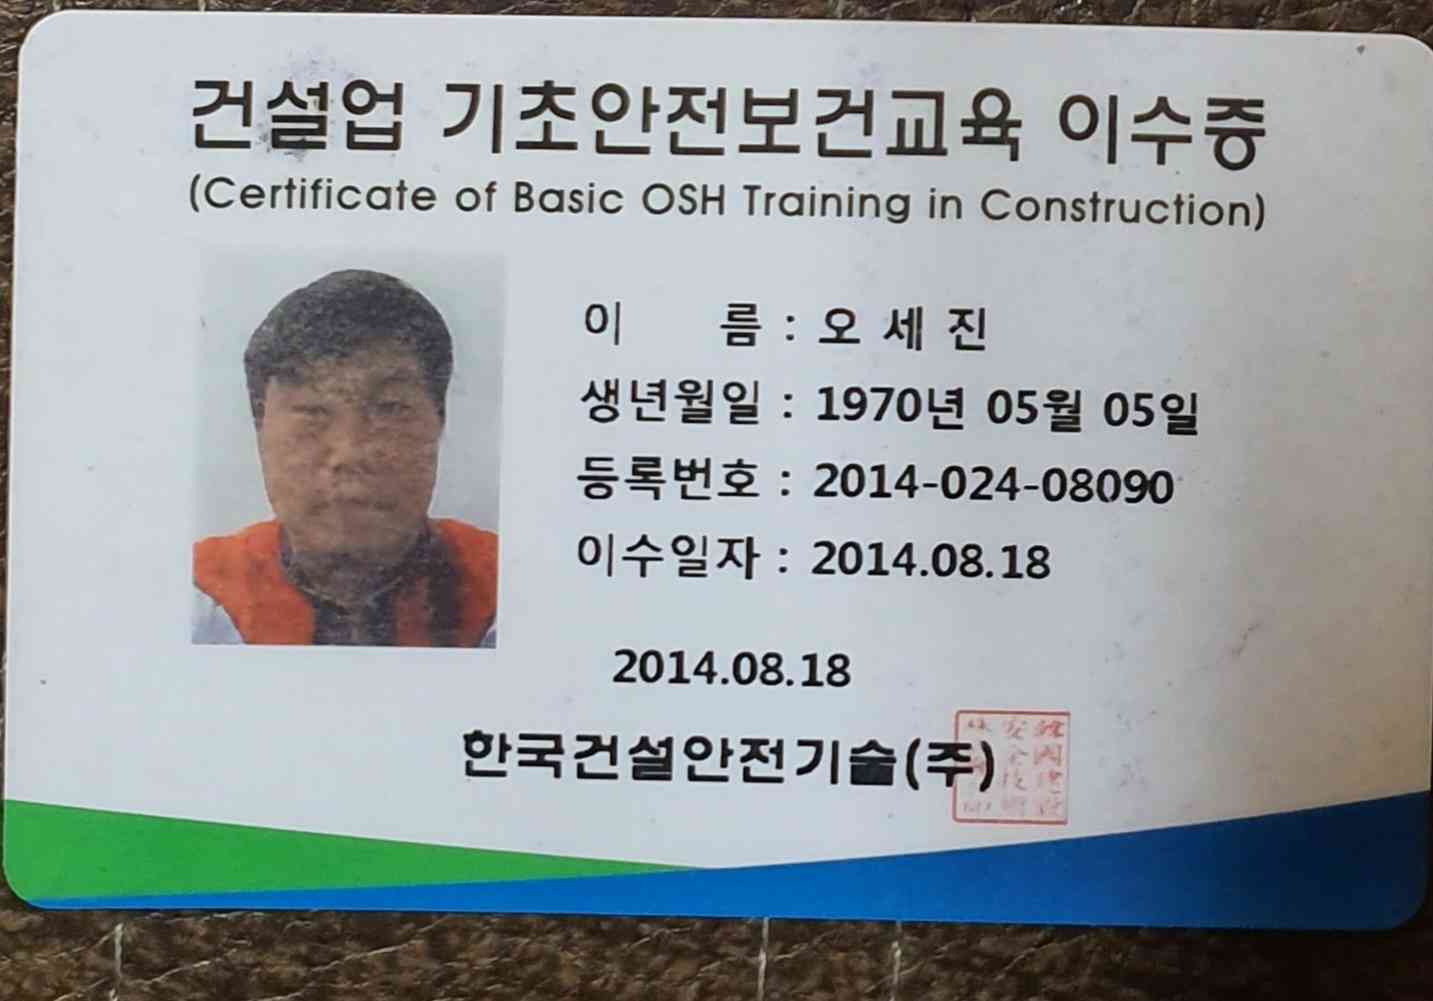 건설업 기초안전보건교육 이수증
(Certificate of Basic OSH Training in Construction)
이 름 : 오 세 진
생년월일 : 1970년 05월 05일
등록번호 : 2014-024-08090
이수일자 : 2014.08.18
2014.08.18
한국건설안전기술(주)